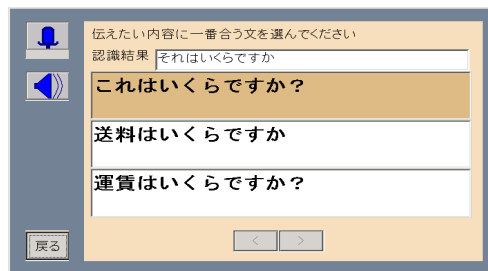 伝えたい内容に一番合う文を選んでください
認識結果 それはいくらですか
これはいくらですか？
送料はいくらですか
運賃はいくらですか？
戻る < >